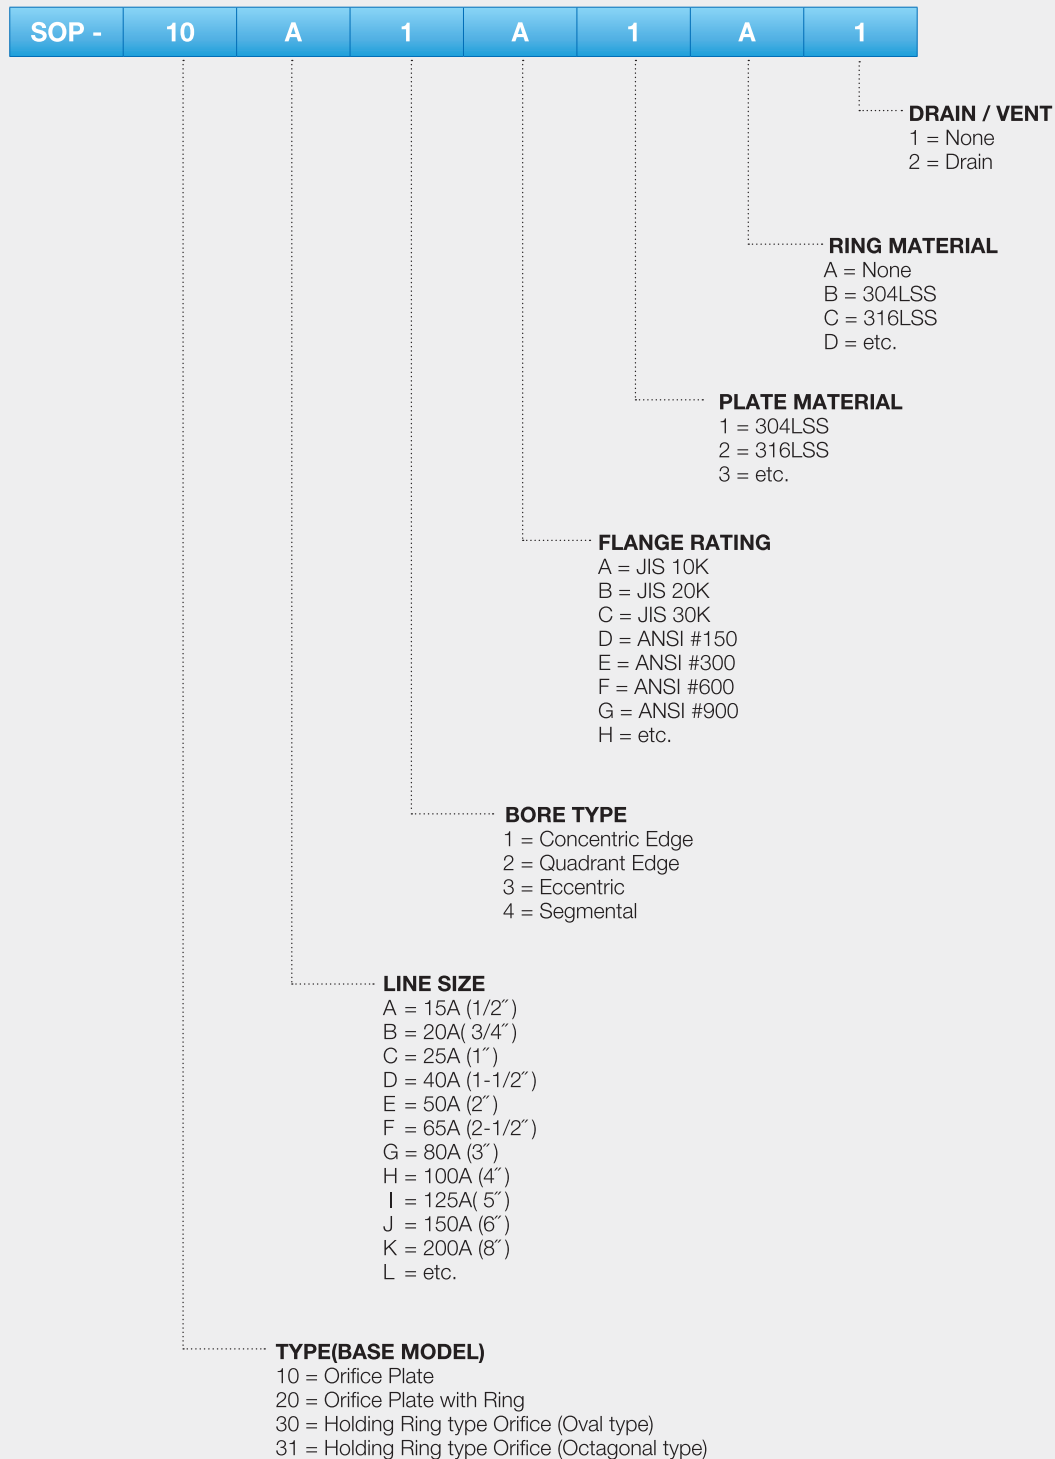 SOP - 10 A 1 A 1 A 1
DRAIN / VENT
1 = None
2 = Drain
RING MATERIAL
A = None
B = 304LSS
C = 316LSS
D = etc.
PLATE MATERIAL
1 = 304LSS
2 = 316LSS
3 = etc.
FLANGE RATING
A = JIS 10K
B = JIS 20K
C = JIS 30K
D = ANSI #150
E = ANSI #300
F = ANSI #600
G = ANSI #900
H = etc.
BORE TYPE
1 = Concentric Edge
2 = Quadrant Edge
3 = Eccentric
4 = Segmental
LINE SIZE
A = 15A (1/2˝)
B = 20A( 3/4˝)
C = 25A (1˝)
D = 40A (1-1/2˝)
E = 50A (2˝)
F = 65A (2-1/2˝)
G = 80A (3˝)
H = 100A (4˝)
I = 125A( 5˝)
J = 150A (6˝)
K = 200A (8˝)
L = etc.
TYPE(BASE MODEL)
10 = Orifice Plate
20 = Orifice Plate with Ring
30 = Holding Ring type Orifice (Oval type)
31 = Holding Ring type Orifice (Octagonal type)